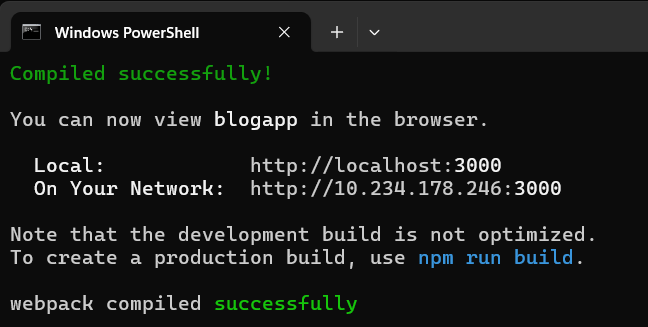 Windows PowerShell
Compiled successfully!
You can now view blogapp in the browser.
Local: http://localhost:3000
On Your Network: http://10.234.178.246:3000
Note that the development build is not optimized.
To create a production build, use npm run build.
webpack compiled successfully